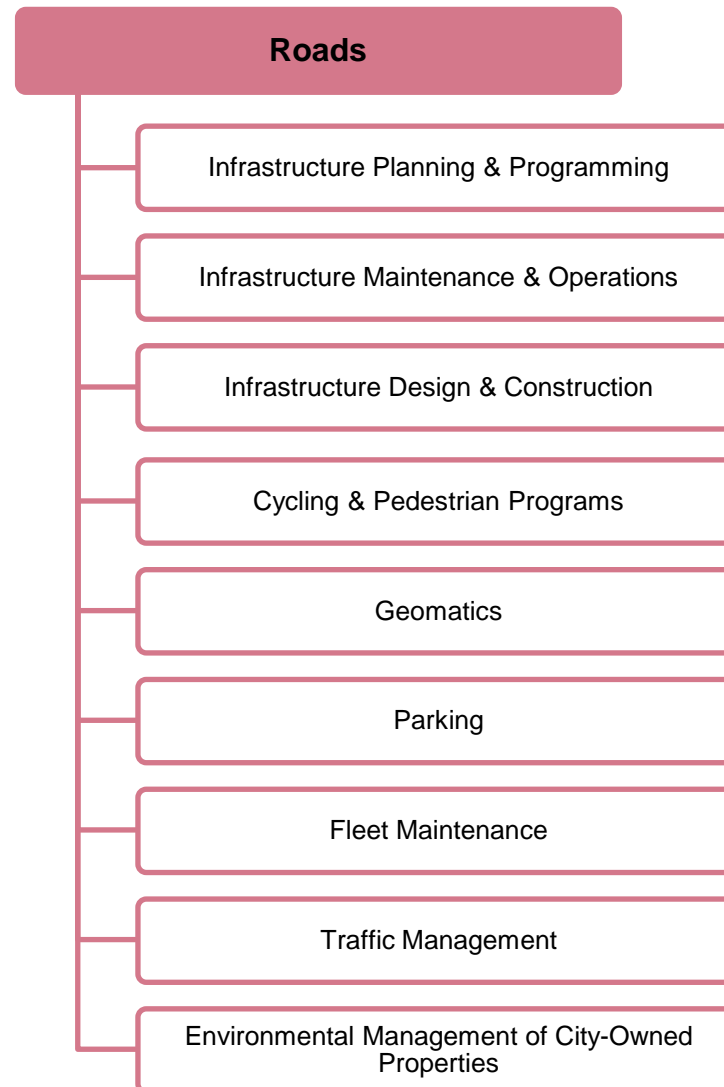 Roads
Infrastructure Planning & Programming
Infrastructure Maintenance & Operations
Infrastructure Design & Construction
Cycling & Pedestrian Programs
Geomatics
Parking
Fleet Maintenance
Traffic Management
Environmental Management of City-Owned
Properties